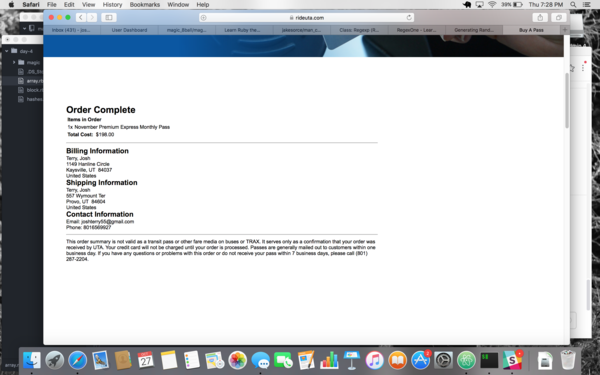 Safari File Edit View History Bookmarks Window Help
39% Thu 7:28 PM
rideuta.com
Inbox (431) - jos...
User Dashboard
Learn Ruby the...
Classic Regexp
RegexOne - Lear...
Generating Rand...
Buy A Pass
day-4
magic
Order Complete
Items in Order
1x November Premium Express Monthly Pass
Total Cost: $198.00
Billing Information
Terry, Josh
1149 Hanline Circle
Kaysville, UT 84037
United States
Shipping Information
Terry, Josh
557 Wymount Ter
Provo, UT 84604
United States
Contact Information
Email: joshterry55@gmail.com
Phone: 8016569927
This order summary is not valid as a transit pass or other fare media on buses or TRAX. It serves only as a confirmation that your order was
received by UTA. Your credit card will not be charged until your order is processed. Passes are generally mailed out to customers within one
business day. If you have any questions or problems with this order or do not receive your pass within 7 business days, please call (801)
287-2204.
27